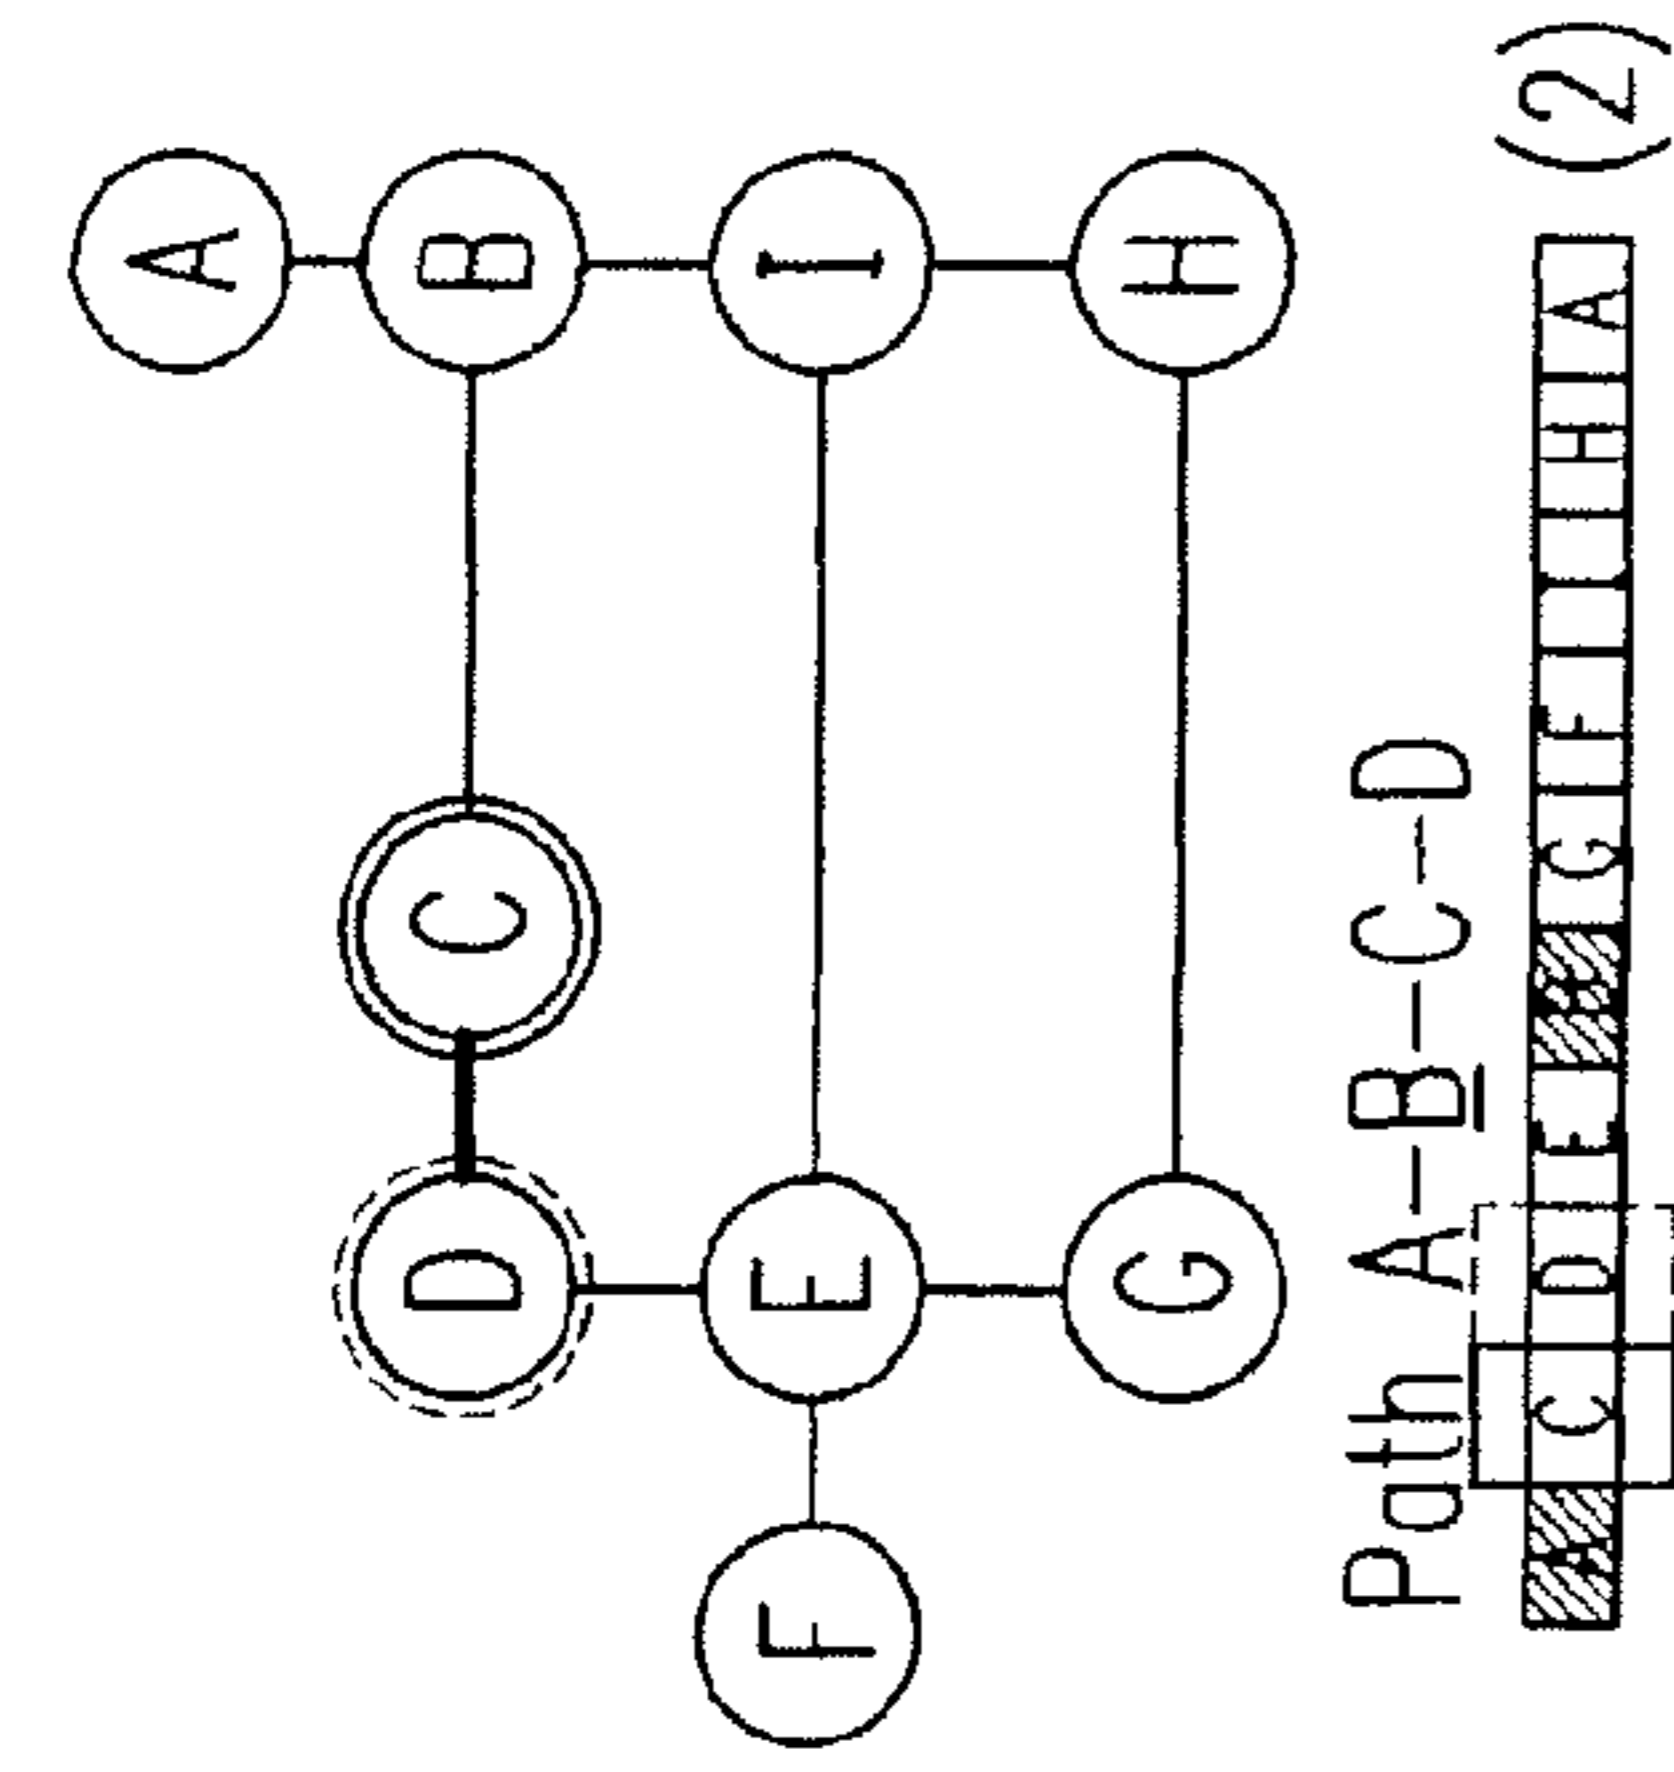 A
D C B
F E I
G H
Path A-B-C-D
C D E G F I H A (2)